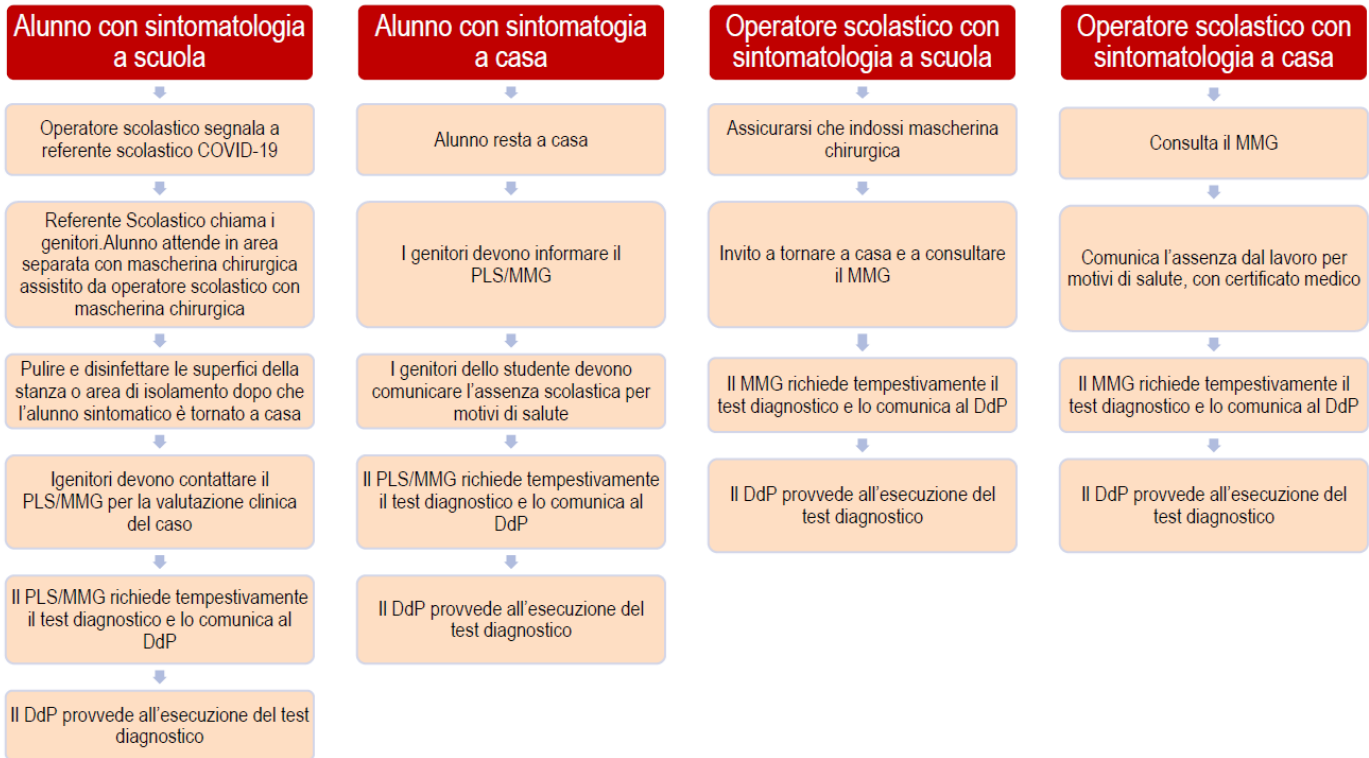 Alunno con sintomatologia
a scuola
Operatore scolastico segnala a
referente scolastico COVID-19
Referente Scolastico chiama i
genitori.Alunno attende in area
separata con mascherina chirurgica
assistito da operatore scolastico con
mascherina chirurgica
Pulire e disinfettare le superfici della
stanza o area di isolamento dopo che
l'alunno sintomatico è tornato a casa
Igenitori devono contattare il
PLS/MMG per la valutazione clinica
del caso
Il PLS/MMG richiede tempestivamente
il test diagnostico e lo comunica al
DdP
Il DdP provvede all'esecuzione del test
diagnostico
Alunno con sintomatogia
a casa
Alunno resta a casa
I genitori devono informare il
PLS/MMG
I genitori dello studente devono
comunicare l'assenza scolastica per
motivi di salute
Il PLS/MMG richiede tempestivamente
il test diagnostico e lo comunica al
DdP
Il DdP provvede all'esecuzione del
test diagnostico
Operatore scolastico con
sintomatologia a scuola
Assicurarsi che indossi mascherina
chirurgica
Invito a tornare a casa e a consultare
il MMG
Il MMG richiede tempestivamente il
test diagnostico e lo comunica al DdP
Il DdP provvede all'esecuzione del
test diagnostico
Operatore scolastico con
sintomatologia a casa
Consulta il MMG
Comunica l'assenza dal lavoro per
motivi di salute, con certificato medico
Il MMG richiede tempestivamente il
test diagnostico e lo comunica al DdP
Il DdP provvede all'esecuzione del
test diagnostico